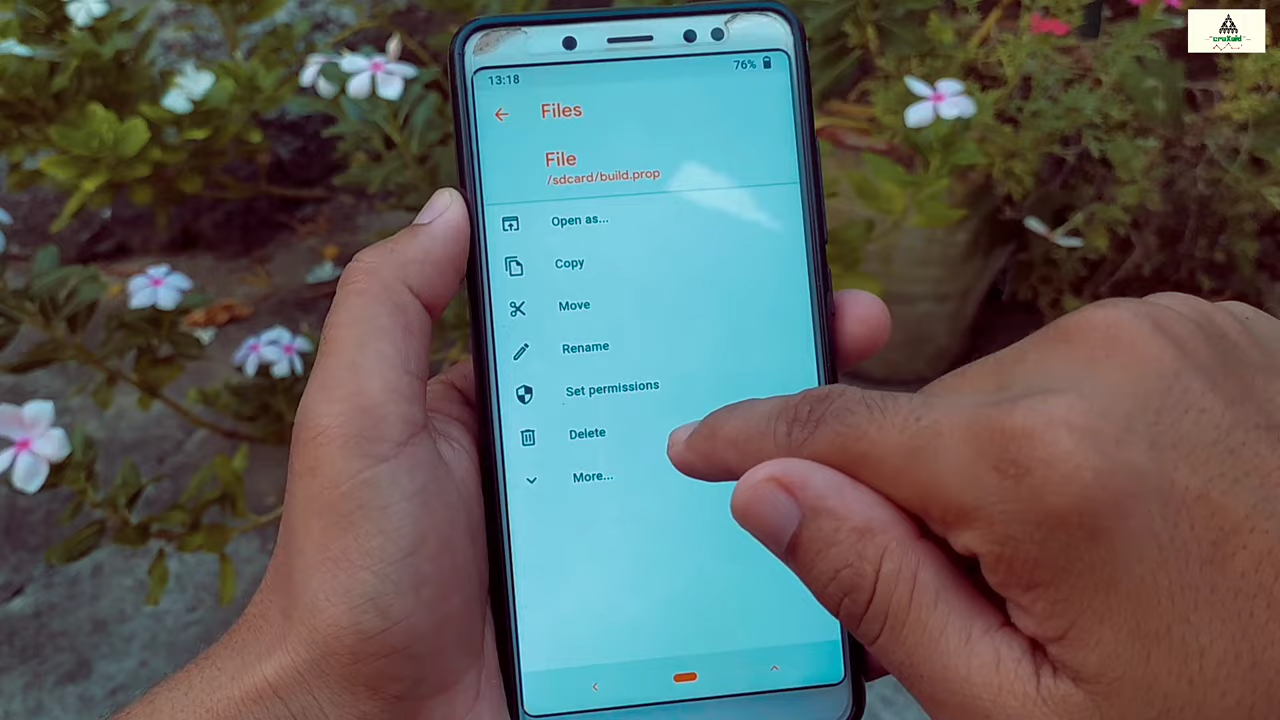 13:18
76%
Files
File
/sdcard/build.prop
Open as...
Copy
Move
Rename
Set permissions
Delete
More...